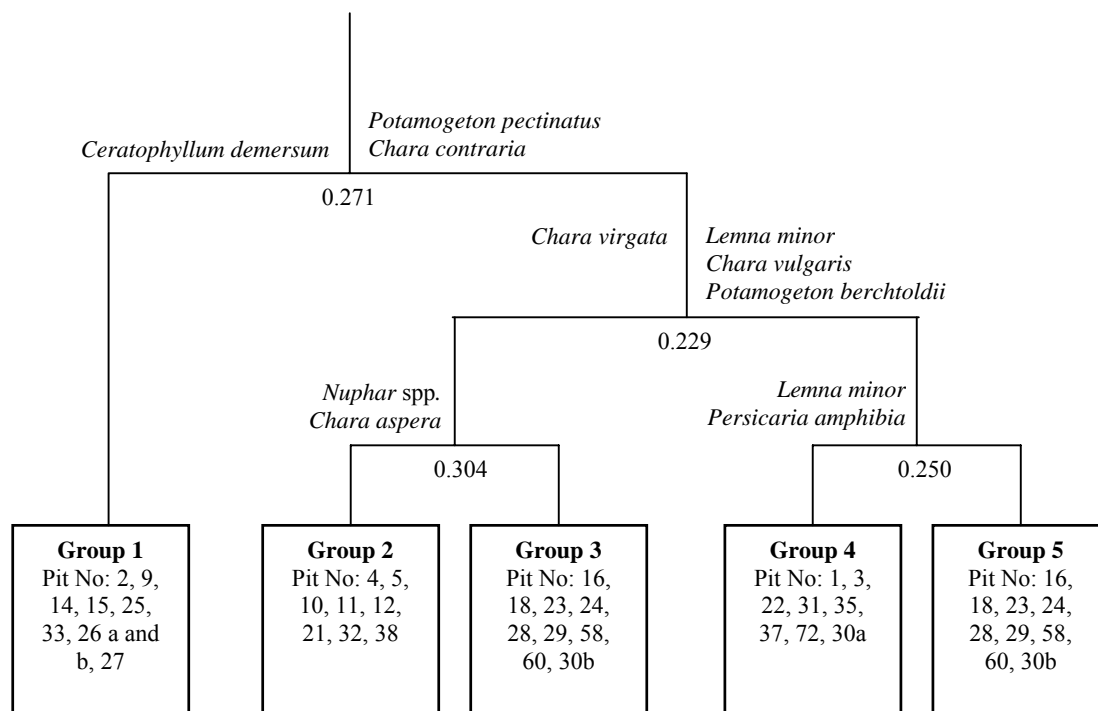 Potamogeton pectinatus
Ceratophyllum demersum
Chara contraria
0.271
Chara virgata
Lemna minor
Chara vulgaris
Potamogeton berchtoldii
0.229
Nuphar spp.
Chara aspera
Lemna minor
Persicaria amphibia
0.304
0.250
Group 1
Pit No: 2, 9,
14, 15, 25,
33, 26 a and
b, 27
Group 2
Pit No: 4, 5,
10, 11, 12,
21, 32, 38
Group 3
Pit No: 16,
18, 23, 24,
28, 29, 58,
60, 30b
Group 4
Pit No: 1, 3,
22, 31, 35,
37, 72, 30a
Group 5
Pit No: 16,
18, 23, 24,
28, 29, 58,
60, 30b